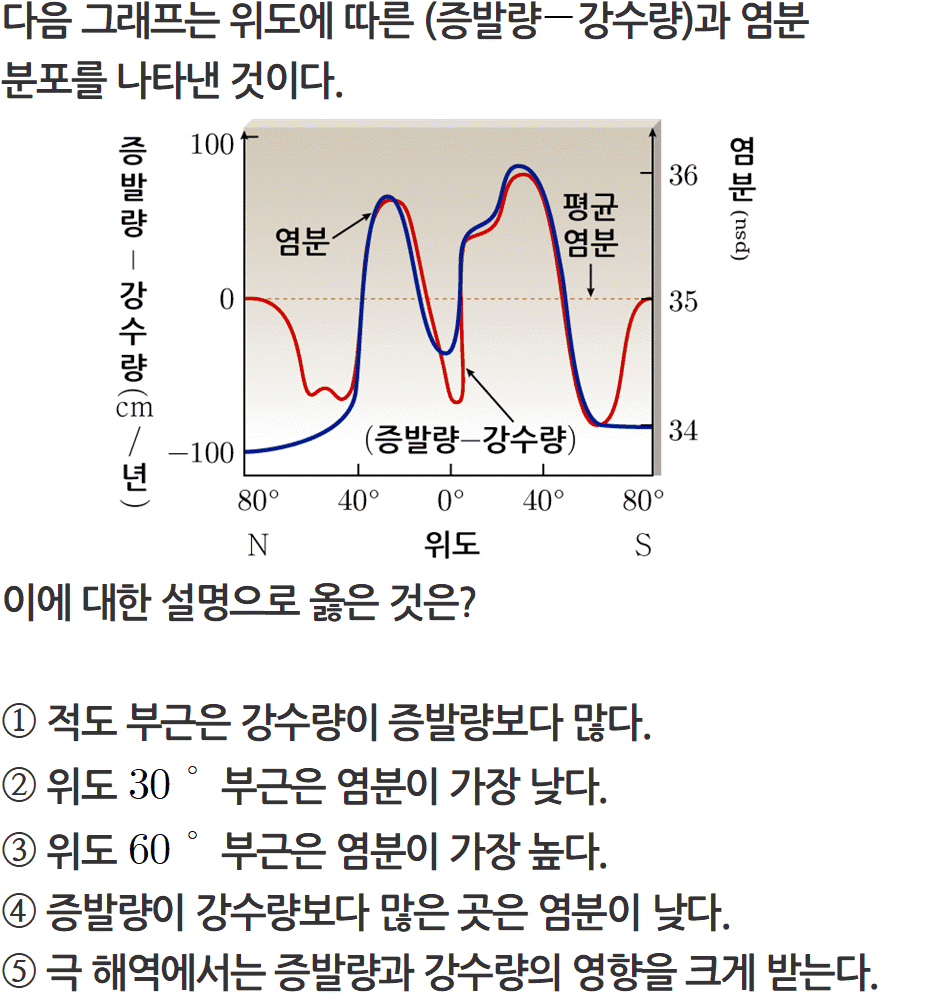 다음 그래프는 위도에 따른 (증발량－강수량)과 염분
분포를 나타낸 것이다.
증발량－강수량(cm/년)
100
0
－100
염분(psu)
36
35
34
염분
평균
염분
(증발량－강수량)
80° 40° 0° 40° 80°
N 위도 S
이에 대한 설명으로 옳은 것은?
① 적도 부근은 강수량이 증발량보다 많다.
② 위도 30° 부근은 염분이 가장 낮다.
③ 위도 60° 부근은 염분이 가장 높다.
④ 증발량이 강수량보다 많은 곳은 염분이 낮다.
⑤ 극 해역에서는 증발량과 강수량의 영향을 크게 받는다.